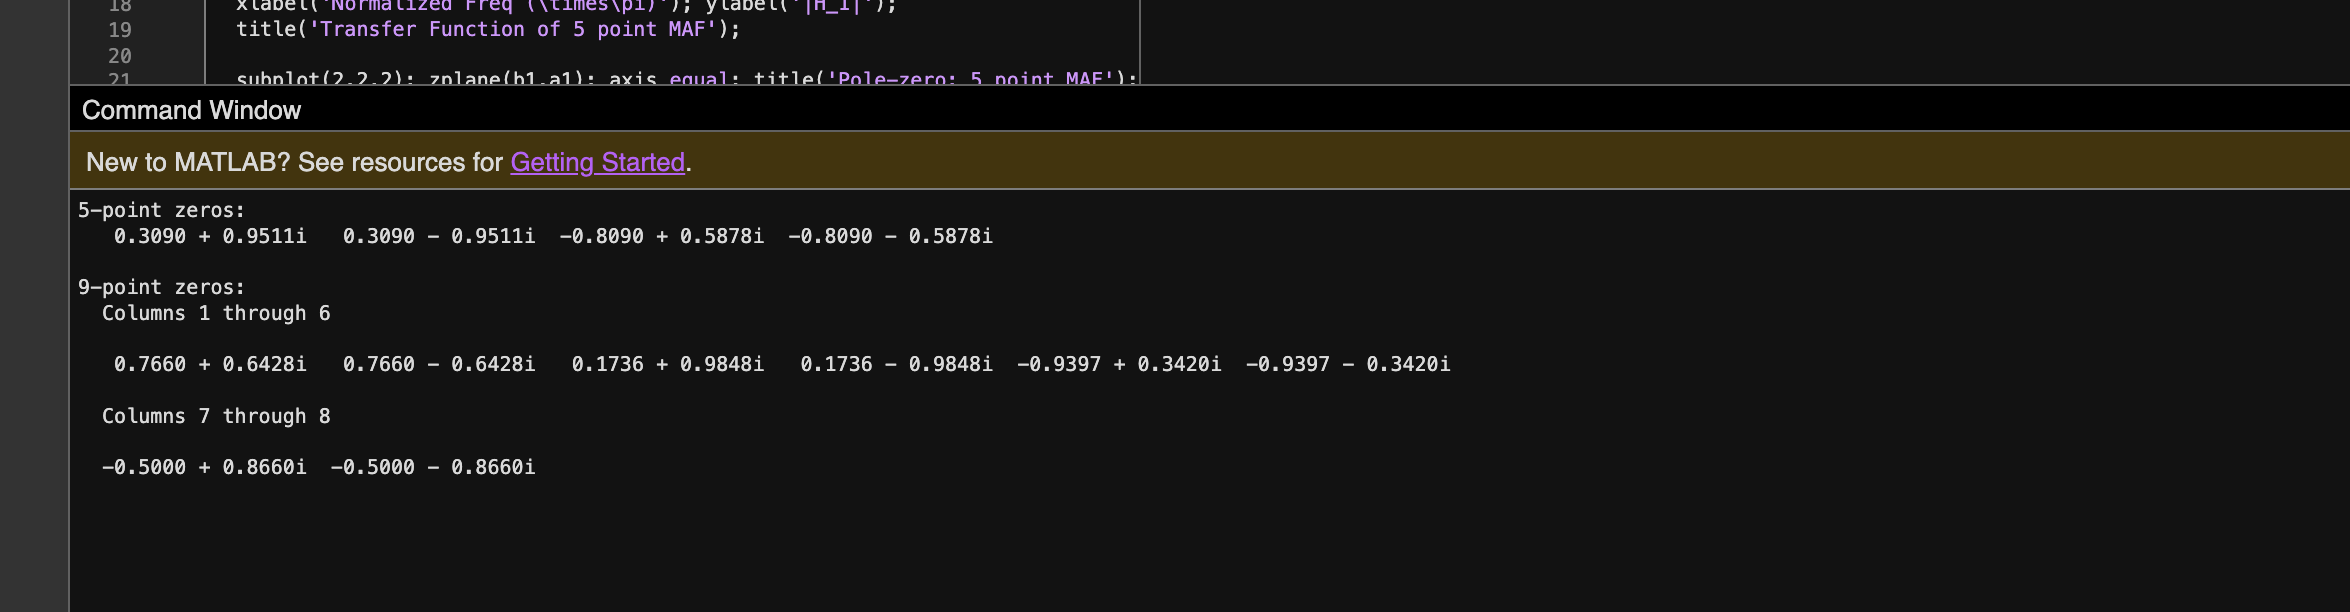 18 xlabel('Normalized Freq (\times\pi)'); ylabel('|H_1|');
19 title('Transfer Function of 5 point MAF');
20
21 subplot(2,2,2); zplane(b1,a1); axis equal; title('Pole-zero: 5 point MAF');
Command Window
New to MATLAB? See resources for Getting Started.
5-point zeros:
0.3090 + 0.9511i 0.3090 - 0.9511i -0.8090 + 0.5878i -0.8090 - 0.5878i
9-point zeros:
Columns 1 through 6
0.7660 + 0.6428i 0.7660 - 0.6428i 0.1736 + 0.9848i 0.1736 - 0.9848i -0.9397 + 0.3420i -0.9397 - 0.3420i
Columns 7 through 8
-0.5000 + 0.8660i -0.5000 - 0.8660i